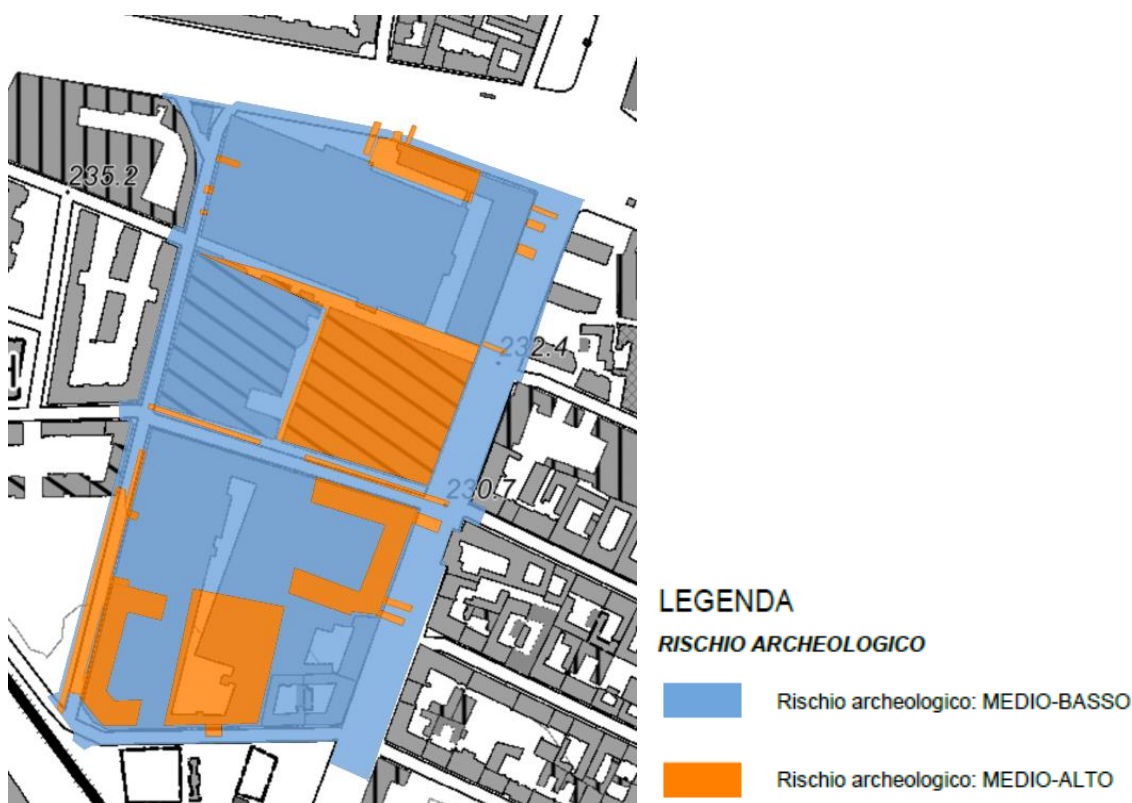 235.2
232.4
230.7
LEGENDA
RISCHIO ARCHEOLOGICO
Rischio archeologico: MEDIO-BASSO
Rischio archeologico: MEDIO-ALTO